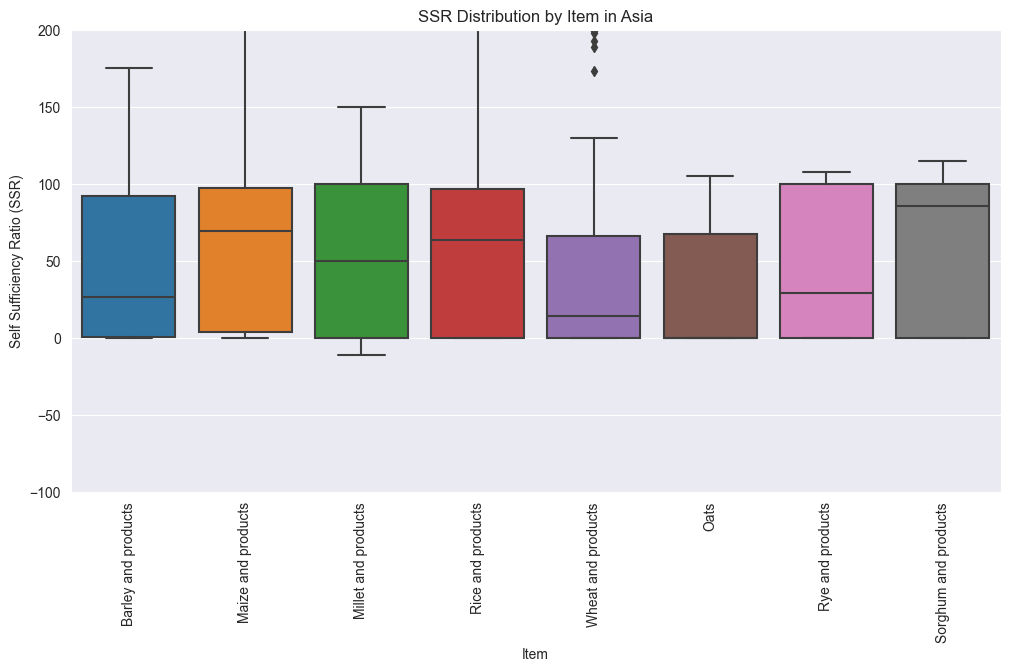 SSR Distribution by Item in Asia
200
150
100
50
0
−50
−100
Self Sufficiency Ratio (SSR)
Barley and products
Maize and products
Millet and products
Rice and products
Wheat and products
Oats
Rye and products
Sorghum and products
Item